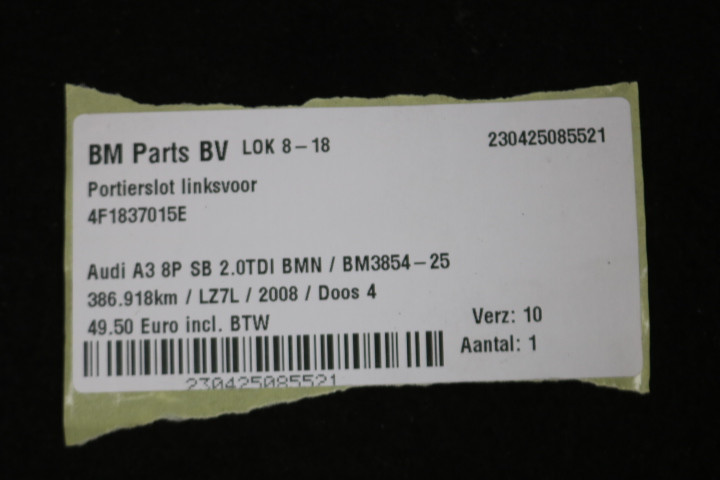 BM Parts BV LOK 8-18 230425085521
Portierslot linksvoor
4F1837015E
Audi A3 8P SB 2.0TDI BMN / BM3854-25
386.918km / LZ7L / 2008 / Doos 4
49.50 Euro incl. BTW
Verz: 10
Aantal: 1
230425085521